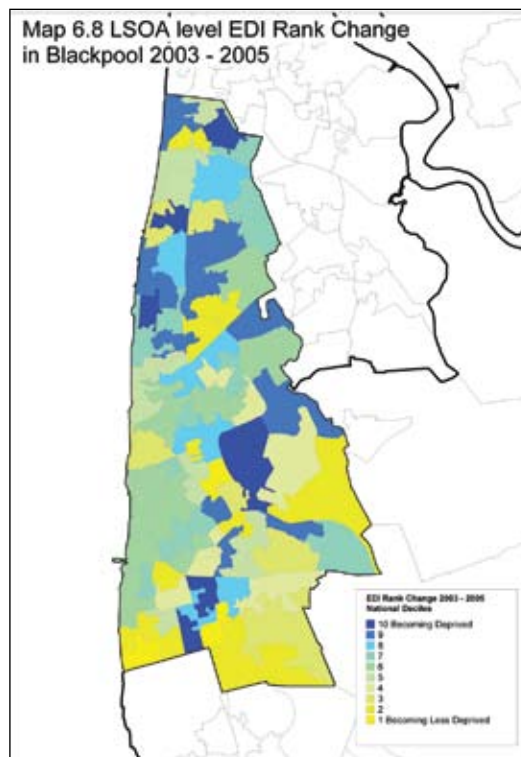 Map 6.8 LSOA level EDI Rank Change
in Blackpool 2003 - 2005
EDI Rank Change 2003 - 2005
National Deciles
10 Becoming Deprived
9
8
7
6
5
4
3
2
1 Becoming Less Deprived